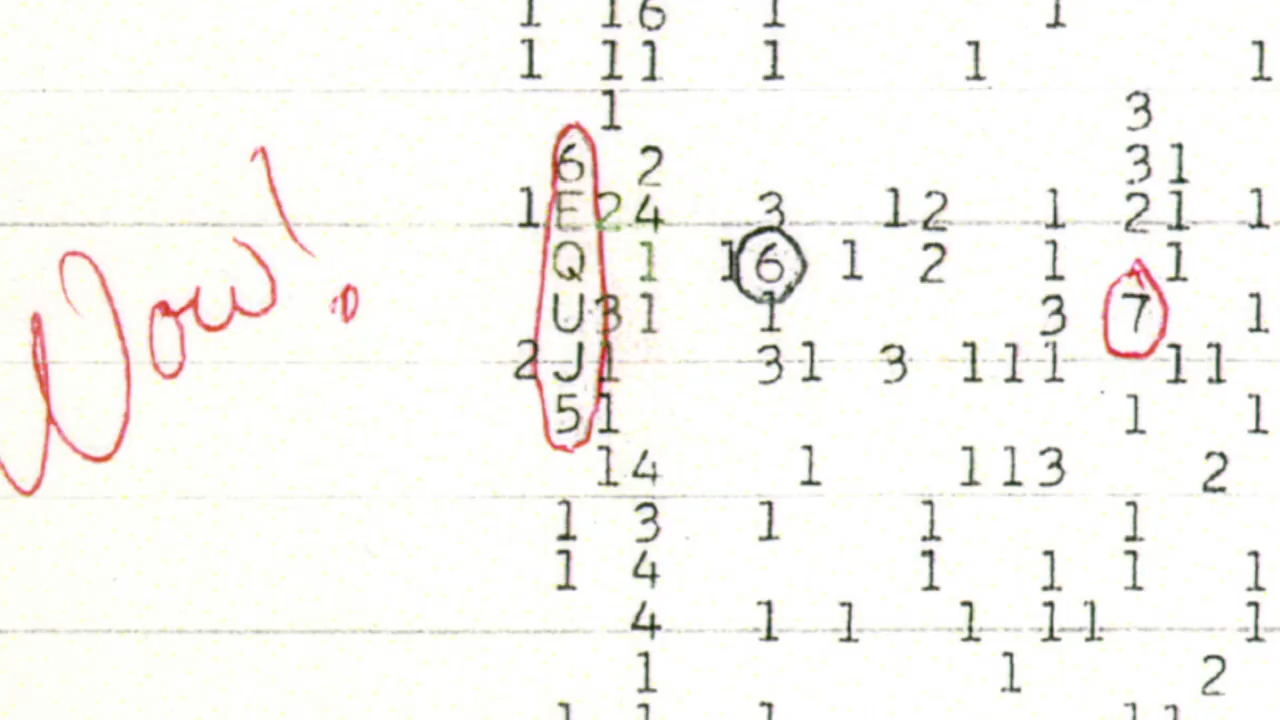 1 16 1 1
1 11 1 1 1
1 3
6 2 31
1E24 3 12 1 21 1
Q 1 16 1 2 1 1
U31 1 3 7 1
2J1 31 3 111 11
51 1 1
14 1 113 2
1 3 1 1 1
1 4 1 1 1 1
4 1 1 1 11 1
1 1 2
Wow!